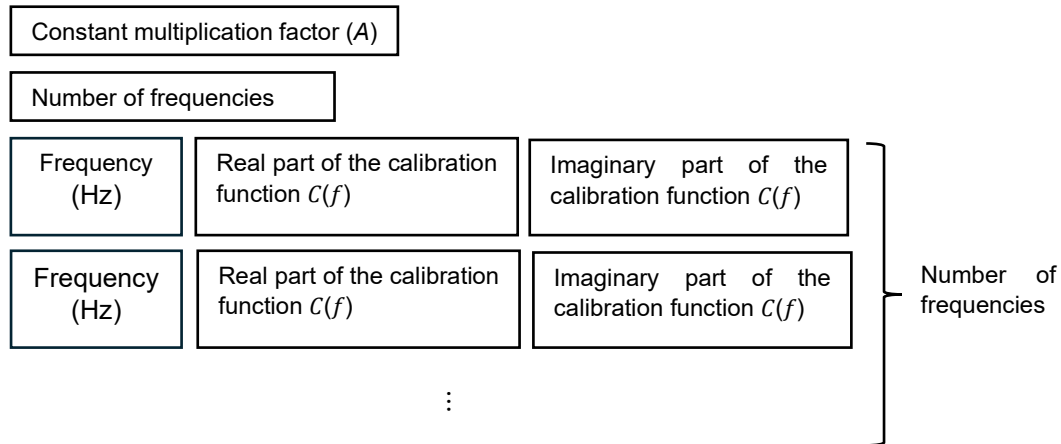 Constant multiplication factor (A)
Number of frequencies
Frequency
(Hz)
Real part of the calibration
function C(f)
Imaginary part of the
calibration function C(f)
Frequency
(Hz)
Real part of the calibration
function C(f)
Imaginary part of the
calibration function C(f)
Number of
frequencies
⋮